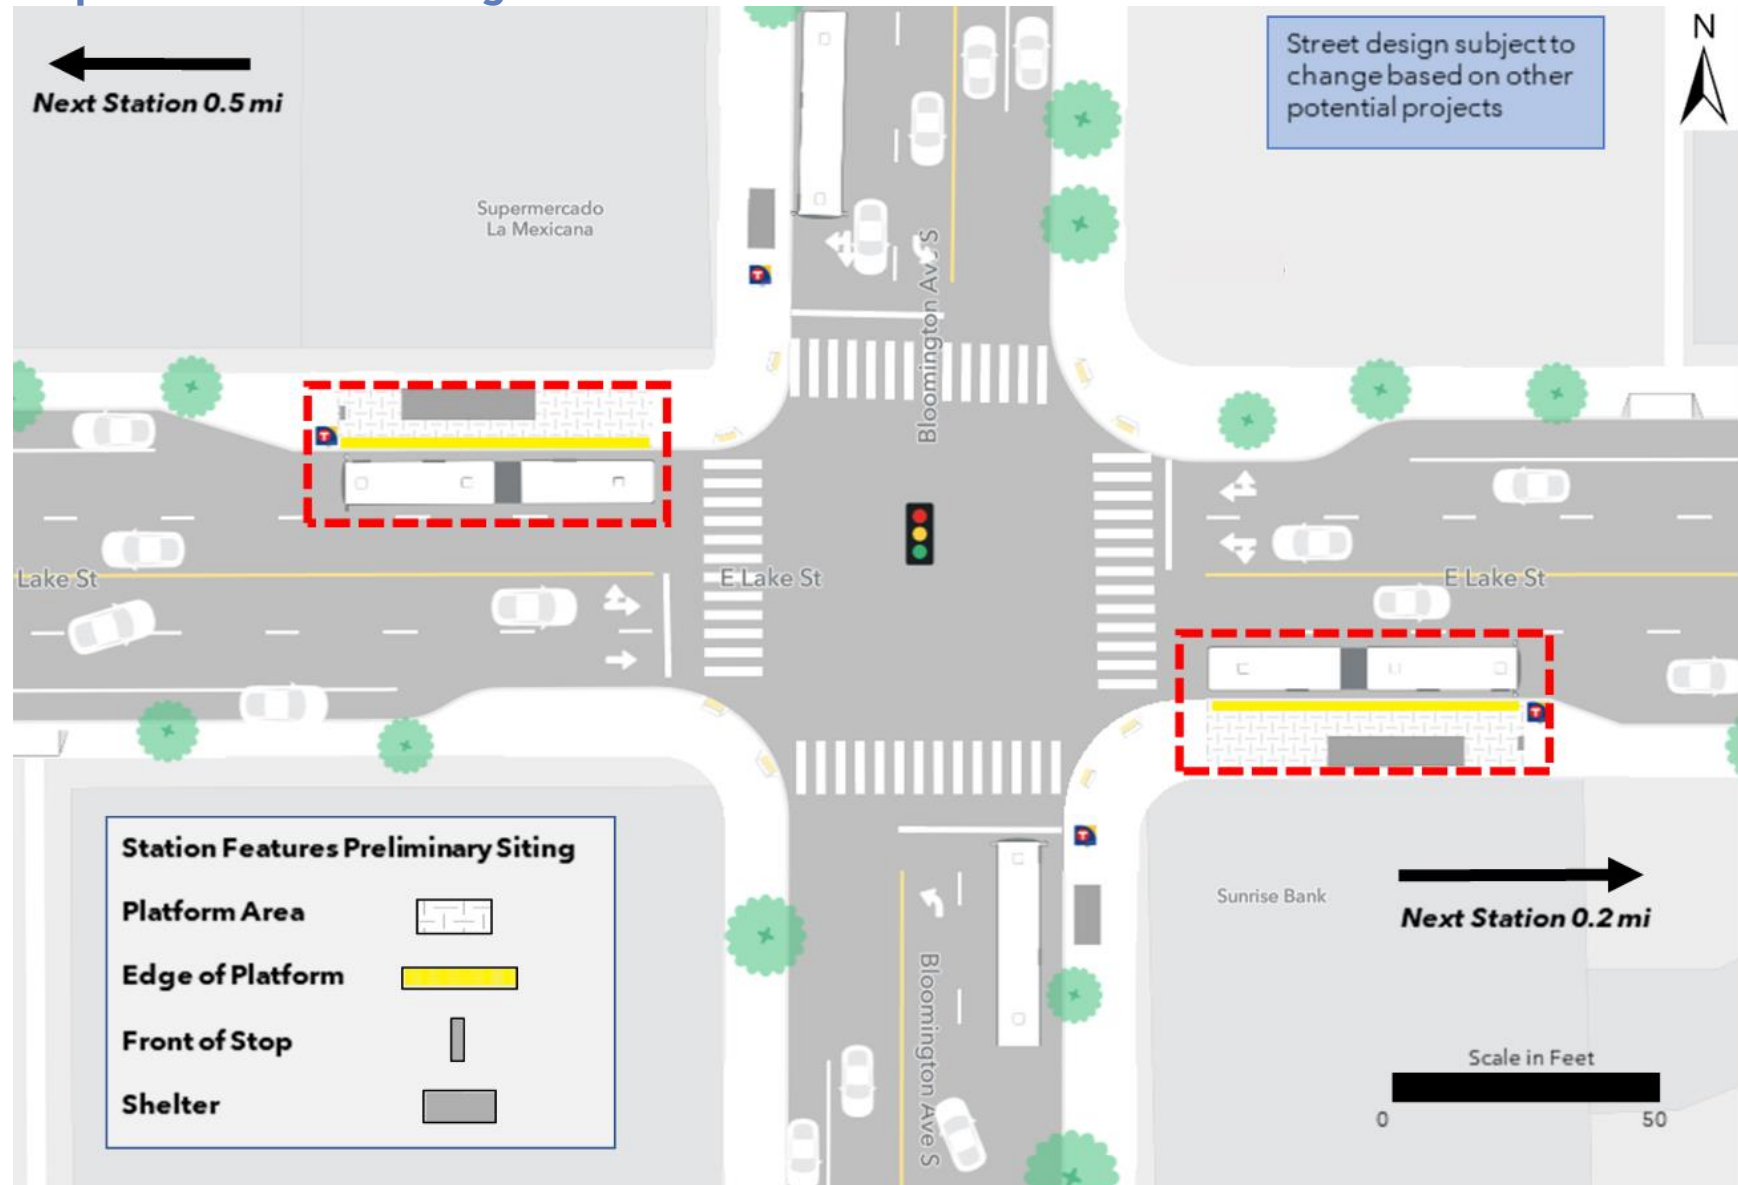 Next Station 0.5 mi
Street design subject to
change based on other
potential projects
N
Supermercado
La Mexicana
Bloomington Ave S
Lake St
E Lake St
E Lake St
Station Features Preliminary Siting
Platform Area
Edge of Platform
Front of Stop
Shelter
Bloomington Ave S
Sunrise Bank
Next Station 0.2 mi
Scale in Feet
0 50